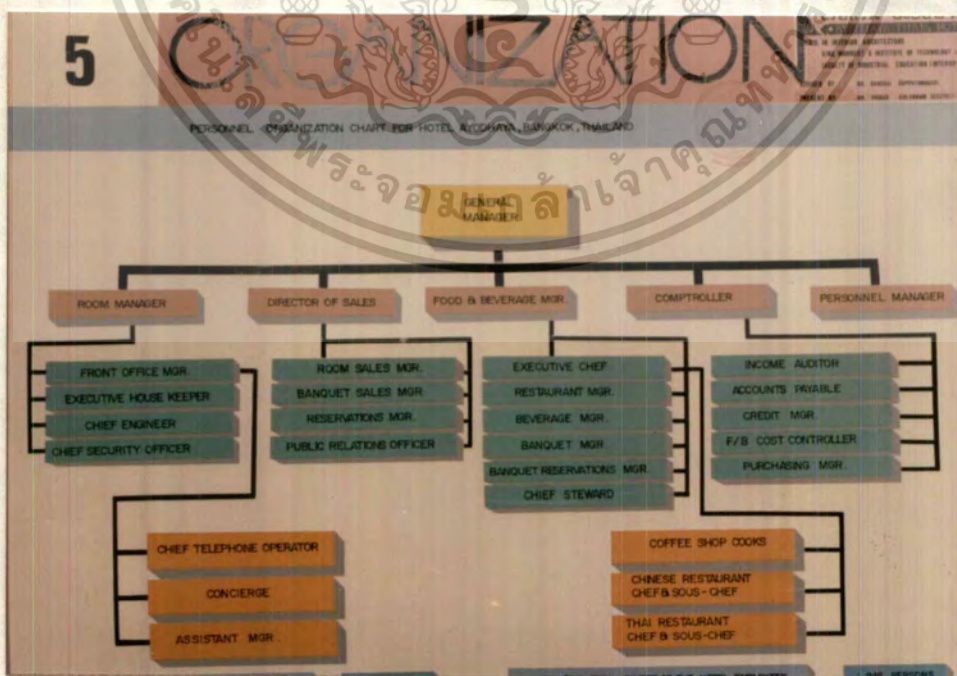 5
ORGANIZATION
PERSONNEL ORGANIZATION CHART FOR HOTEL AYODHAYA, BANGKOK, THAILAND
GENERAL
MANAGER
ROOM MANAGER
DIRECTOR OF SALES
FOOD & BEVERAGE MGR.
COMPTROLLER
PERSONNEL MANAGER
FRONT OFFICE MGR.
EXECUTIVE HOUSE KEEPER
CHIEF ENGINEER
CHIEF SECURITY OFFICER
ROOM SALES MGR.
BANQUET SALES MGR.
RESERVATIONS MGR.
PUBLIC RELATIONS OFFICER
EXECUTIVE CHEF
RESTAURANT MGR.
BEVERAGE MGR.
BANQUET MGR.
BANQUET RESERVATIONS MGR.
CHIEF STEWARD
INCOME AUDITOR
ACCOUNTS PAYABLE
CREDIT MGR.
F/B COST CONTROLLER
PURCHASING MGR.
CHIEF TELEPHONE OPERATOR
CONCIERGE
ASSISTANT MGR.
COFFEE SHOP COOKS
CHINESE RESTAURANT
CHEF & SOUS-CHEF
THAI RESTAURANT
CHEF & SOUS-CHEF